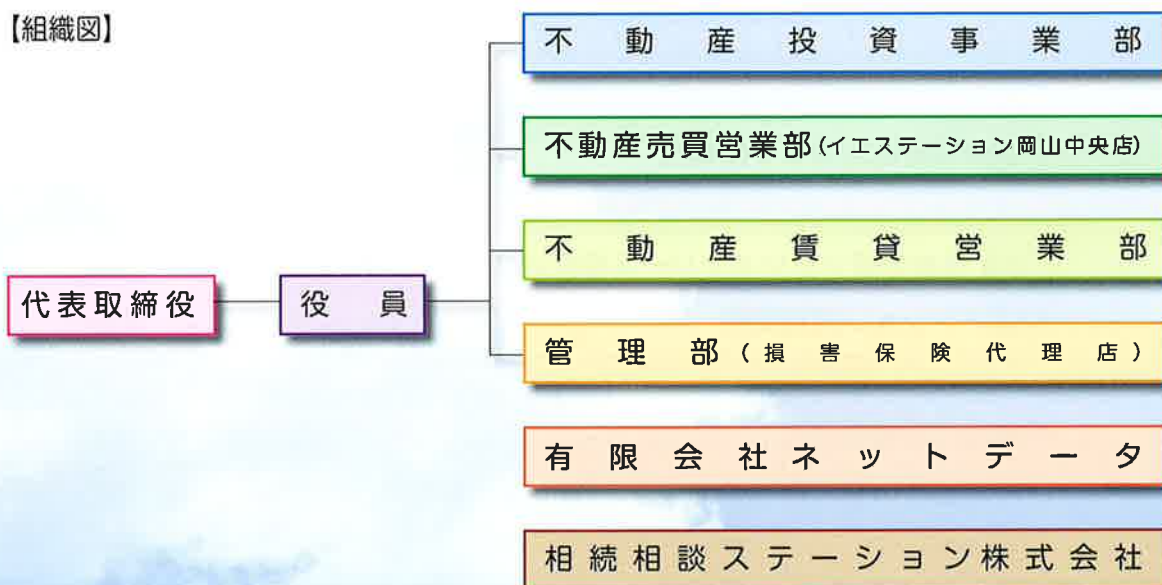 【組織図】
不動産投資事業部
不動産売買営業部(イエステーション岡山中央店)
不動産賃貸営業部
代表取締役
役員
管理部(損害保険代理店)
有限会社ネットデータ
相続相談ステーション株式会社